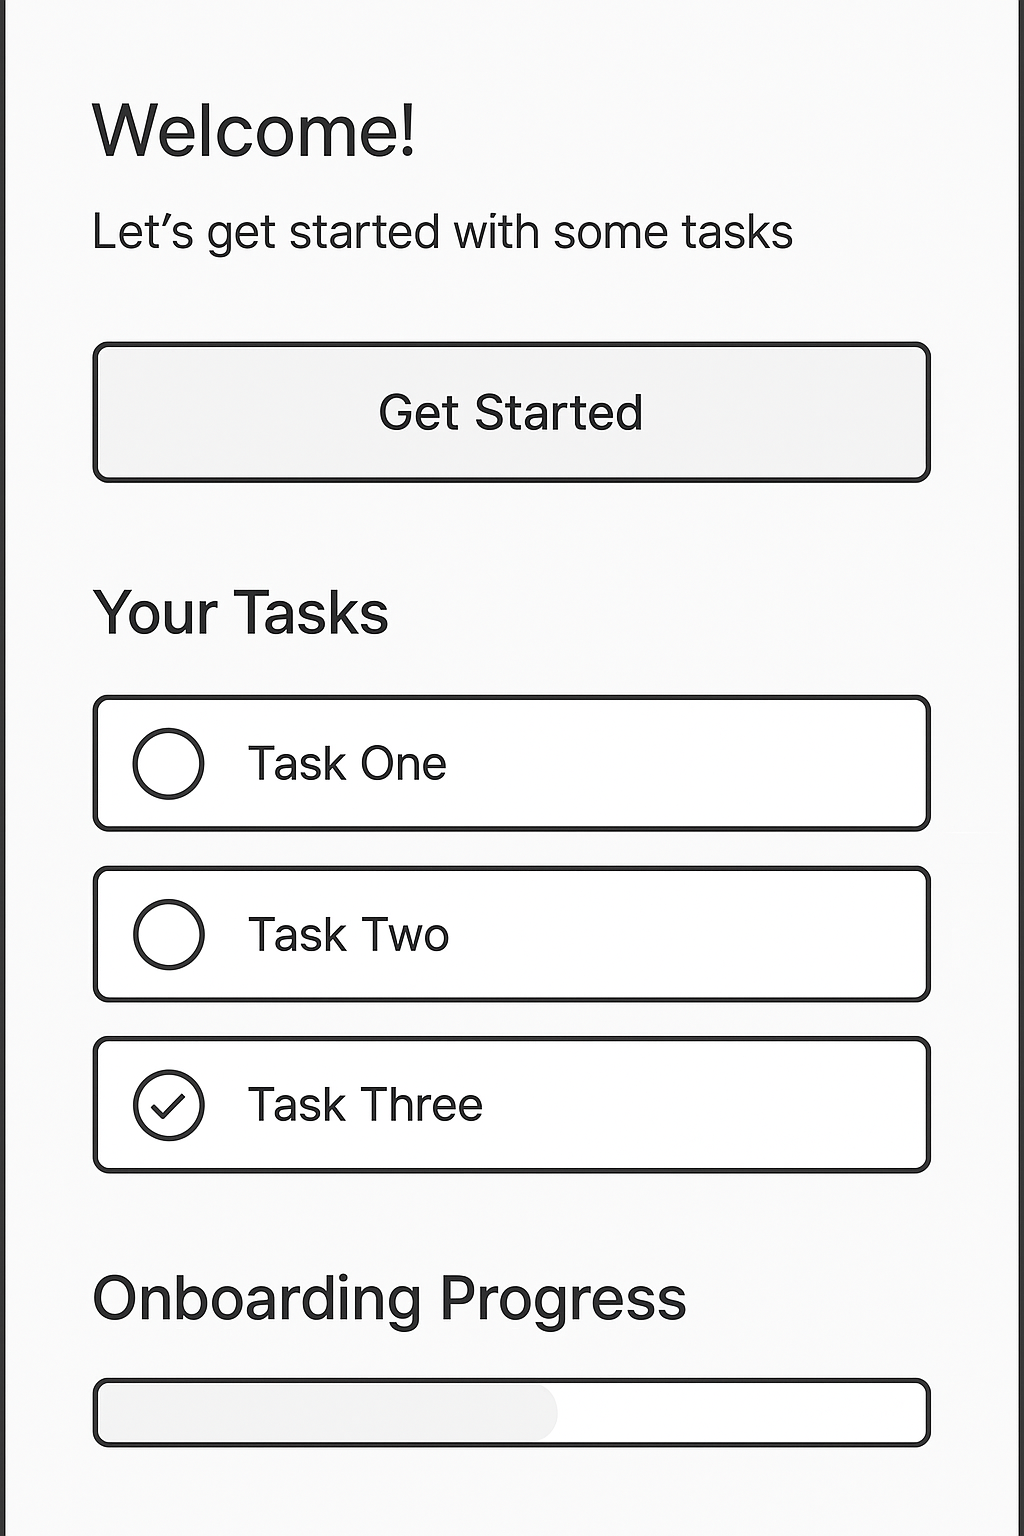 Welcome!
Let’s get started with some tasks
Get Started
Your Tasks
Task One
Task Two
Task Three
Onboarding Progress